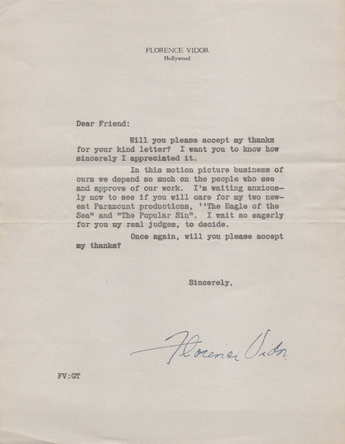 FLORENCE VIDOR
Hollywood
Dear Friend:
Will you please accept my thanks
for your kind letter? I want you to know how
sincerely I appreciated it.
In this motion picture business of
ours we depend so much on the people who see
and approve of our work. I'm waiting anxious-
ly now to see if you will care for my two new-
est Paramount productions, ''The Eagle of the
Sea" and "The Popular Sin". I wait so eagerly
for you my real judges, to decide.
Once again, will you please accept
my thanks?
Sincerely,
Florence Vidor
FV:GT